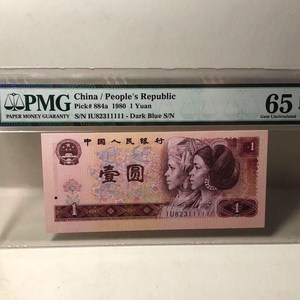 PMG
PAPER MONEY GUARANTY
China / People's Republic
Pick# 884a 1980 1 Yuan
S/N IU82311111 - Dark Blue S/N
65
Gem Uncirculated
中国人民银行
1
壹圆
IU82311111
1